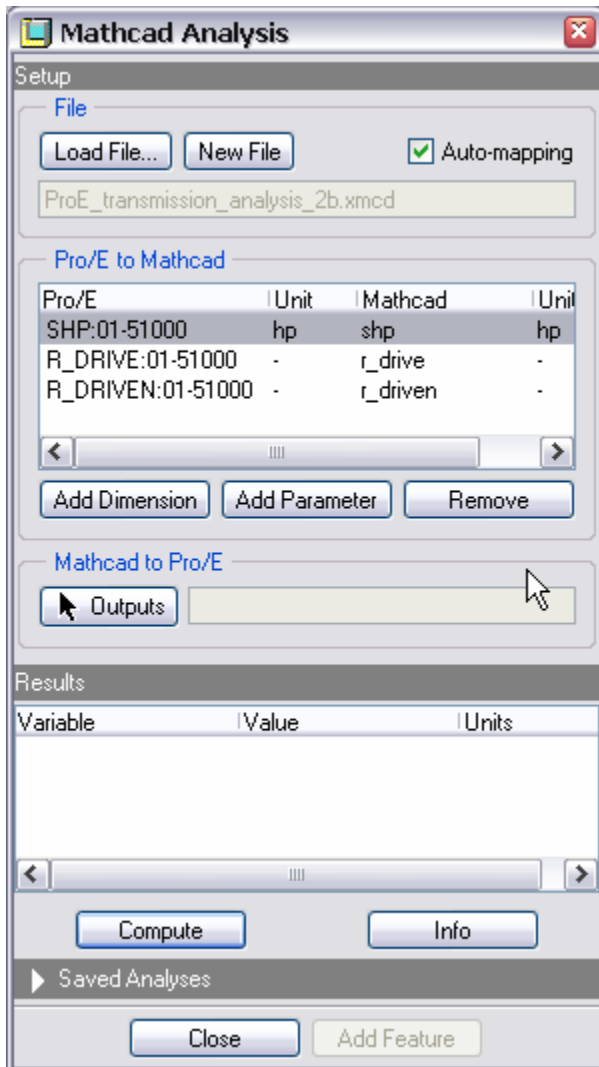 Mathcad Analysis
Setup
File
Load File... New File Auto-mapping
ProE_transmission_analysis_2b.xmcd
Pro/E to Mathcad
Pro/E Unit Mathcad Unit
SHP:01-51000 hp shp hp
R_DRIVE:01-51000 - r_drive -
R_DRIVEN:01-51000 - r_driven -
Add Dimension Add Parameter Remove
Mathcad to Pro/E
Outputs
Results
Variable Value Units
Compute Info
Saved Analyses
Close Add Feature